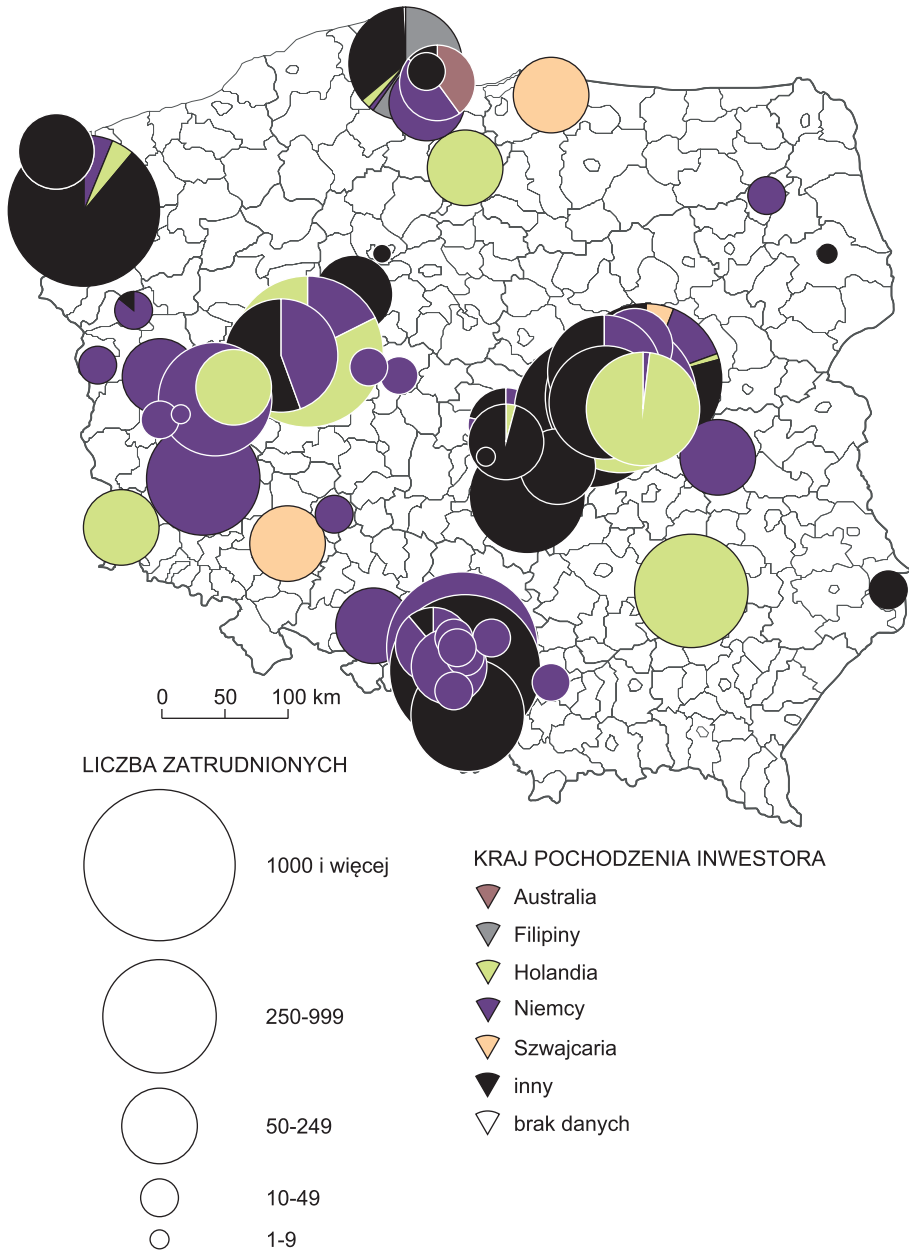 0 50 100 km
LICZBA ZATRUDNIONYCH
1000 i więcej
250-999
50-249
10-49
1-9
KRAJ POCHODZENIA INWESTORA
Australia
Filipiny
Holandia
Niemcy
Szwajcaria
inny
brak danych